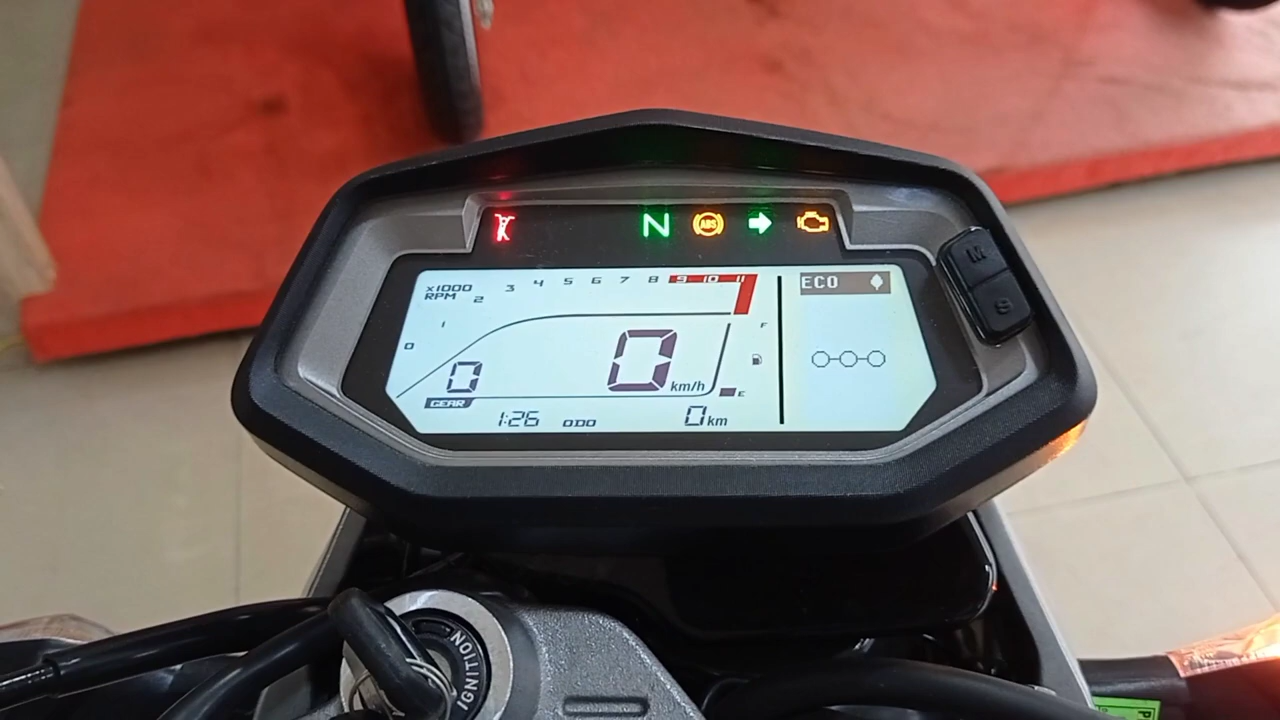 N ABS
x1000
RPM
0 1 2 3 4 5 6 7 8 9 10 11
ECO
M
S
F
0
GEAR
0 km/h
E
1:26 ODO 0 km
IGNITION
P